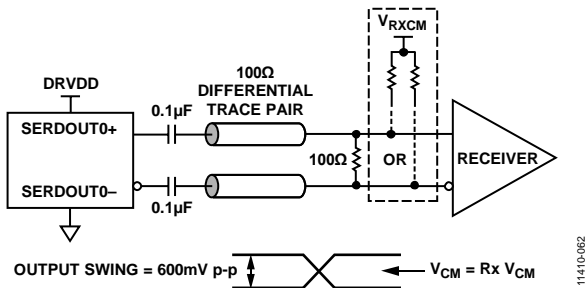 V_RXCM
DRVDD
100Ω
DIFFERENTIAL
TRACE PAIR
0.1µF
SERDOUT0+
100Ω
OR
RECEIVER
SERDOUT0–
0.1µF
OUTPUT SWING = 600mV p-p
V_CM = Rx V_CM
11410-062